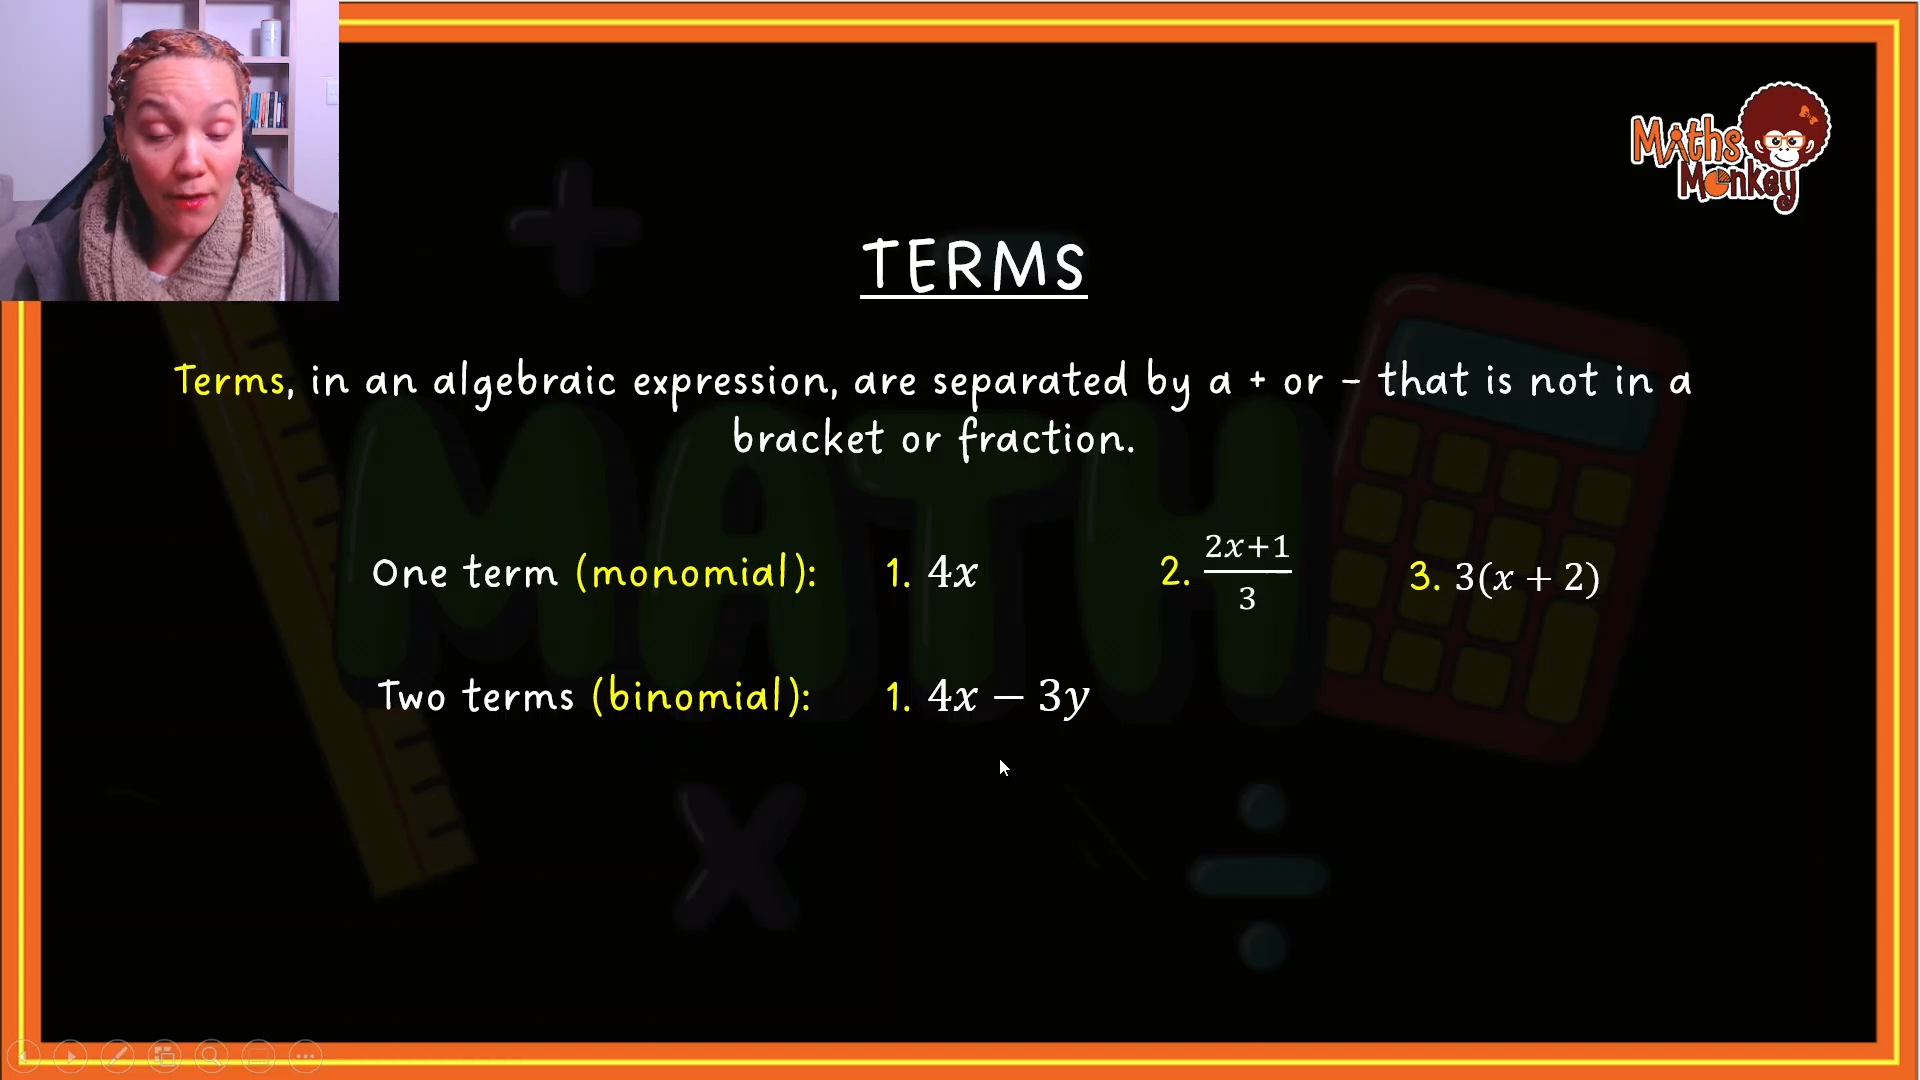 Maths
Monkey
TERMS
Terms, in an algebraic expression, are separated by a + or - that is not in a
bracket or fraction.
One term (monomial): 1. 4x 2. (2x+1)/3 3. 3(x + 2)
Two terms (binomial): 1. 4x − 3y
MATH